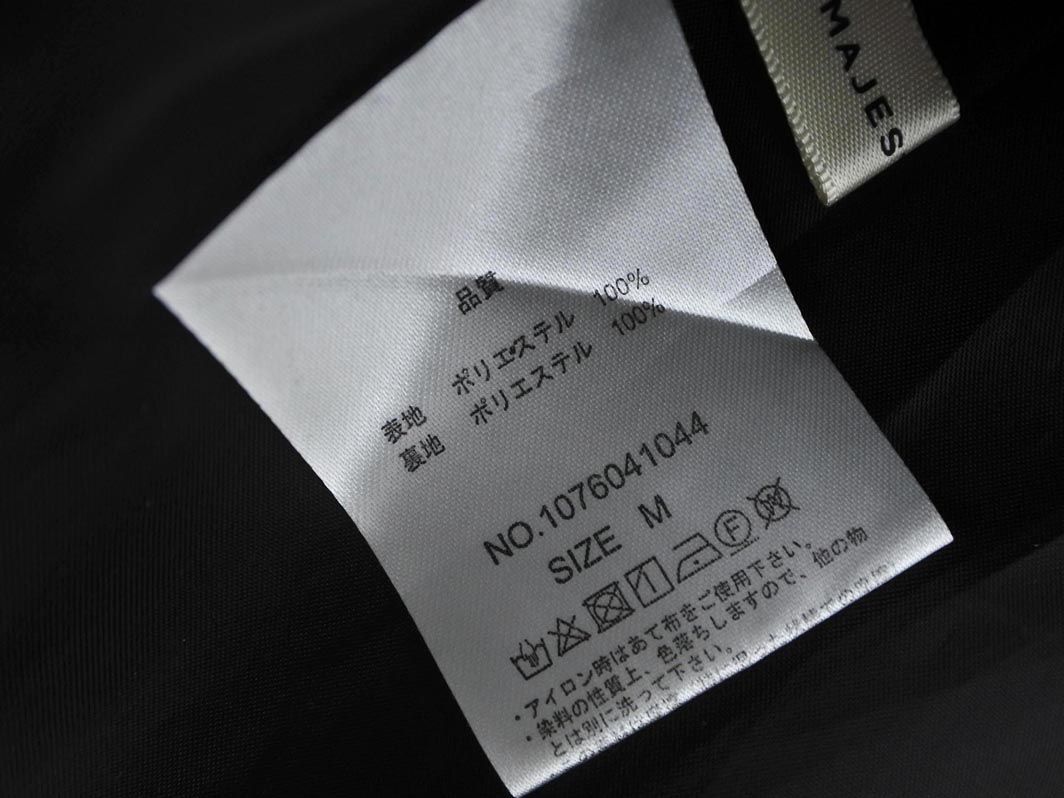 MAJES
品質
表地 ポリエステル 100%
裏地 ポリエステル 100%
NO.1076041044
SIZE M
・アイロン時はあて布をご使用下さい。
・染料の性質上、色落ちしますので、他の物
とは別に洗って下さい。